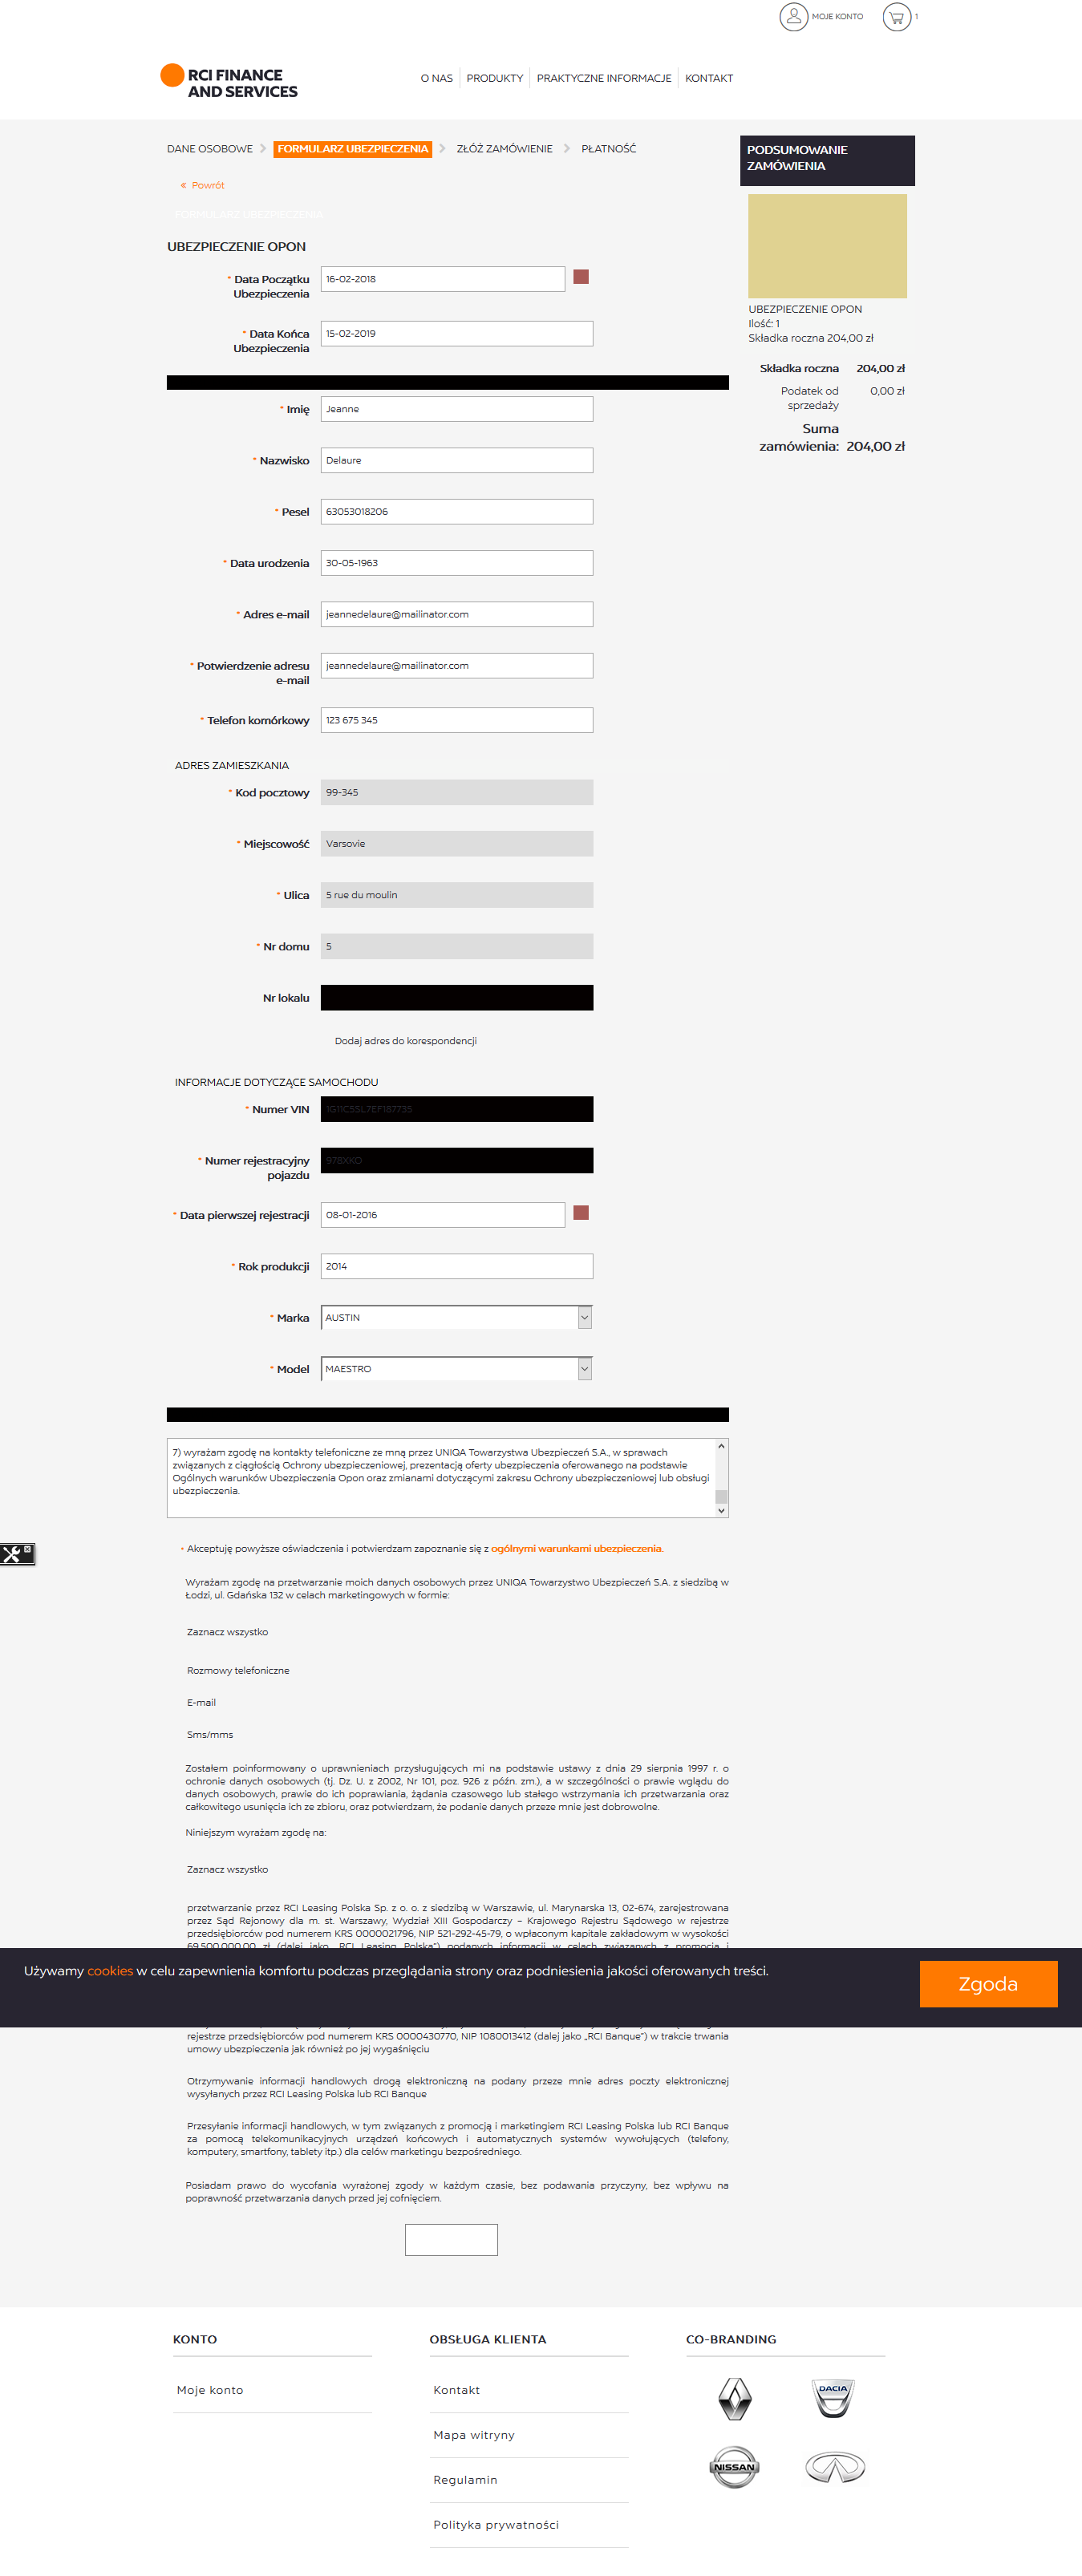 MOJE KONTO
1
RCI FINANCE
AND SERVICES
O NAS
PRODUKTY
PRAKTYCZNE INFORMACJE
KONTAKT
DANE OSOBOWE
FORMULARZ UBEZPIECZENIA
ZŁÓŻ ZAMÓWIENIE
PŁATNOŚĆ
« Powrót
FORMULARZ UBEZPIECZENIA
UBEZPIECZENIE OPON
* Data Początku
Ubezpieczenia
16-02-2018
* Data Końca
Ubezpieczenia
15-02-2019
* Imię
Jeanne
* Nazwisko
Delaure
* Pesel
63053018206
* Data urodzenia
30-05-1963
* Adres e-mail
jeannedelaure@mailinator.com
* Potwierdzenie adresu
e-mail
jeannedelaure@mailinator.com
* Telefon komórkowy
123 675 345
ADRES ZAMIESZKANIA
* Kod pocztowy
99-345
* Miejscowość
Varsovie
* Ulica
5 rue du moulin
* Nr domu
5
Nr lokalu
Dodaj adres do korespondencji
INFORMACJE DOTYCZĄCE SAMOCHODU
* Numer VIN
1G11C5SL7EF187735
* Numer rejestracyjny
pojazdu
978XKO
* Data pierwszej rejestracji
08-01-2016
* Rok produkcji
2014
* Marka
AUSTIN
* Model
MAESTRO
7) wyrażam zgodę na kontakty telefoniczne ze mną przez UNIQA Towarzystwa Ubezpieczeń S.A., w sprawach
związanych z ciągłością Ochrony ubezpieczeniowej, prezentacją oferty ubezpieczenia oferowanego na podstawie
Ogólnych warunków Ubezpieczenia Opon oraz zmianami dotyczącymi zakresu Ochrony ubezpieczeniowej lub obsługi
ubezpieczenia.
* Akceptuję powyższe oświadczenia i potwierdzam zapoznanie się z ogólnymi warunkami ubezpieczenia.
Wyrażam zgodę na przetwarzanie moich danych osobowych przez UNIQA Towarzystwo Ubezpieczeń S.A. z siedzibą w
Łodzi, ul. Gdańska 132 w celach marketingowych w formie:
Zaznacz wszystko
Rozmowy telefoniczne
E-mail
Sms/mms
Zostałem poinformowany o uprawnieniach przysługujących mi na podstawie ustawy z dnia 29 sierpnia 1997 r. o
ochronie danych osobowych (tj. Dz. U. z 2002, Nr 101, poz. 926 z późn. zm.), a w szczególności o prawie wglądu do
danych osobowych, prawie do ich poprawiania, żądania czasowego lub stałego wstrzymania ich przetwarzania oraz
całkowitego usunięcia ich ze zbioru, oraz potwierdzam, że podanie danych przeze mnie jest dobrowolne.
Niniejszym wyrażam zgodę na:
Zaznacz wszystko
przetwarzanie przez RCI Leasing Polska Sp. z o. o. z siedzibą w Warszawie, ul. Marynarska 13, 02-674, zarejestrowana
przez Sąd Rejonowy dla m. st. Warszawy, Wydział XIII Gospodarczy – Krajowego Rejestru Sądowego w rejestrze
przedsiębiorców pod numerem KRS 0000021796, NIP 521-292-45-79, o wpłaconym kapitale zakładowym w wysokości
69.500.000,00 zł (dalej jako „RCI Leasing Polska") podanych informacji w celach związanych z promocją i
Używamy cookies w celu zapewnienia komfortu podczas przeglądania strony oraz podniesienia jakości oferowanych treści.
Zgoda
rejestrze przedsiębiorców pod numerem KRS 0000430770, NIP 1080013412 (dalej jako „RCI Banque") w trakcie trwania
umowy ubezpieczenia jak również po jej wygaśnięciu
Otrzymywanie informacji handlowych drogą elektroniczną na podany przeze mnie adres poczty elektronicznej
wysyłanych przez RCI Leasing Polska lub RCI Banque
Przesyłanie informacji handlowych, w tym związanych z promocją i marketingiem RCI Leasing Polska lub RCI Banque
za pomocą telekomunikacyjnych urządzeń końcowych i automatycznych systemów wywołujących (telefony,
komputery, smartfony, tablety itp.) dla celów marketingu bezpośredniego.
Posiadam prawo do wycofania wyrażonej zgody w każdym czasie, bez podawania przyczyny, bez wpływu na
poprawność przetwarzania danych przed jej cofnięciem.
PODSUMOWANIE
ZAMÓWIENIA
UBEZPIECZENIE OPON
Ilość: 1
Składka roczna 204,00 zł
Składka roczna 204,00 zł
Podatek od
sprzedaży 0,00 zł
Suma
zamówienia: 204,00 zł
KONTO
Moje konto
OBSŁUGA KLIENTA
Kontakt
Mapa witryny
Regulamin
Polityka prywatności
CO-BRANDING
DACIA
NISSAN